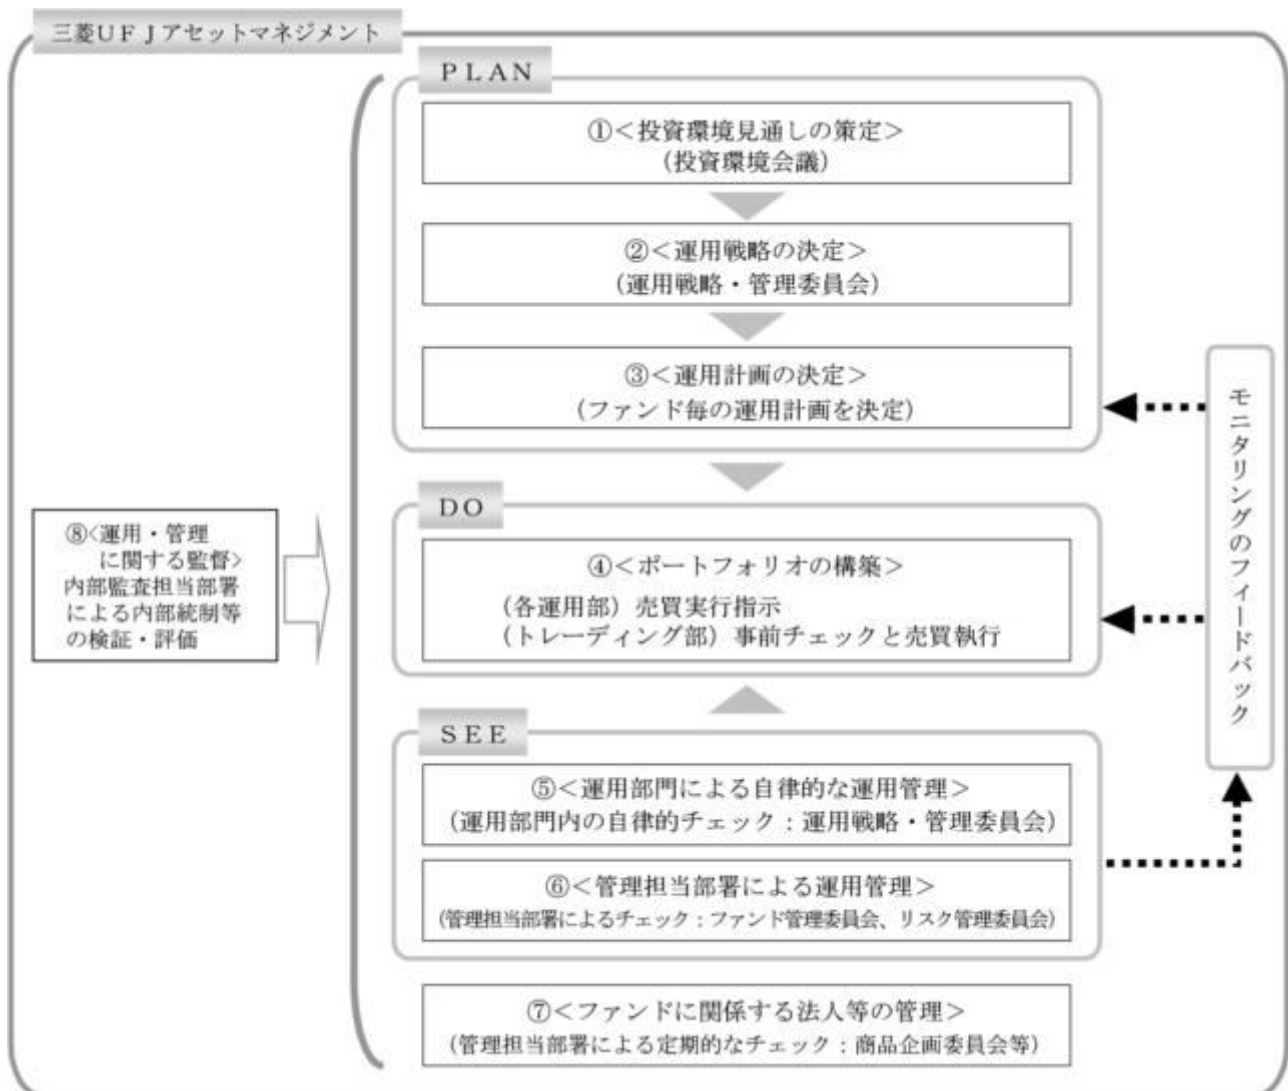 三菱UFJアセットマネジメント
PLAN
①<投資環境見通しの策定>
(投資環境会議)
②<運用戦略の決定>
(運用戦略・管理委員会)
③<運用計画の決定>
(ファンド毎の運用計画を決定)
DO
④<ポートフォリオの構築>
(各運用部)売買実行指示
(トレーディング部)事前チェックと売買執行
SEE
⑤<運用部門による自律的な運用管理>
(運用部門内の自律的チェック:運用戦略・管理委員会)
⑥<管理担当部署による運用管理>
(管理担当部署によるチェック:ファンド管理委員会、リスク管理委員会)
⑦<ファンドに関係する法人等の管理>
(管理担当部署による定期的なチェック:商品企画委員会等)
⑧<運用・管理
に関する監督>
内部監査担当部署
による内部統制等
の検証・評価
モニタリングのフィードバック